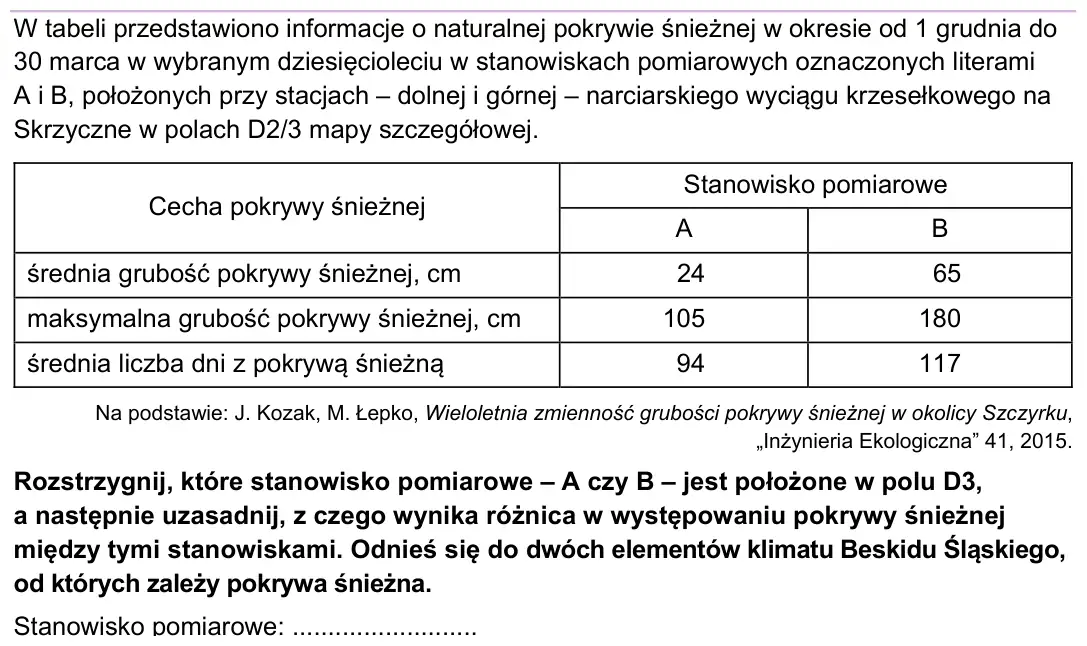 W tabeli przedstawiono informacje o naturalnej pokrywie śnieżnej w okresie od 1 grudnia do
30 marca w wybranym dziesięcioleciu w stanowiskach pomiarowych oznaczonych literami
A i B, położonych przy stacjach – dolnej i górnej – narciarskiego wyciągu krzesełkowego na
Skrzyczne w polach D2/3 mapy szczegółowej.
Cecha pokrywy śnieżnej
Stanowisko pomiarowe
A B
średnia grubość pokrywy śnieżnej, cm 24 65
maksymalna grubość pokrywy śnieżnej, cm 105 180
średnia liczba dni z pokrywą śnieżną 94 117
Na podstawie: J. Kozak, M. Łepko, Wieloletnia zmienność grubości pokrywy śnieżnej w okolicy Szczyrku,
„Inżynieria Ekologiczna” 41, 2015.
Rozstrzygnij, które stanowisko pomiarowe – A czy B – jest położone w polu D3,
a następnie uzasadnij, z czego wynika różnica w występowaniu pokrywy śnieżnej
między tymi stanowiskami. Odnieś się do dwóch elementów klimatu Beskidu Śląskiego,
od których zależy pokrywa śnieżna.
Stanowisko pomiarowe: ..........................